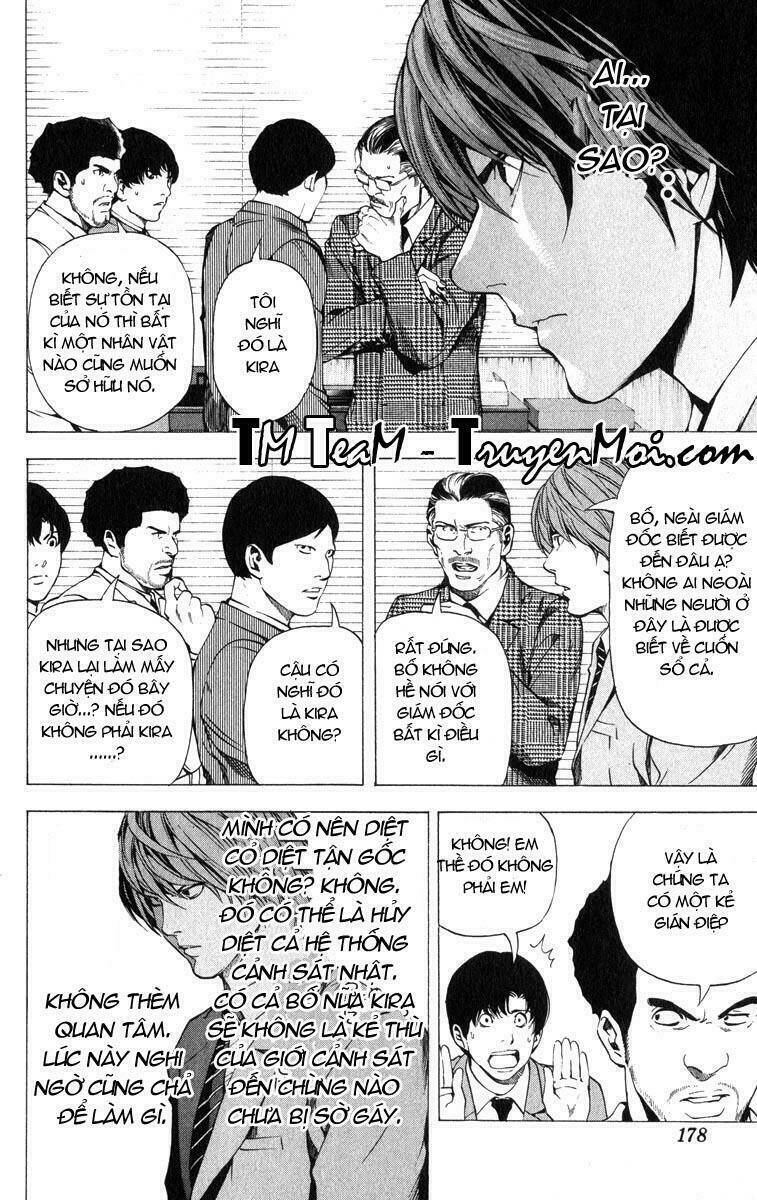 AI...
TẠI
SAO?
KHÔNG, NẾU
BIẾT SỰ TỒN TẠI
CỦA NÓ THÌ BẤT
KÌ MỘT NHÂN VẬT
NÀO CŨNG MUỐN
SỞ HỮU NÓ.
TÔI
NGHĨ
ĐÓ LÀ
KIRA
TM TeaM - TruyenMoi.com
BỐ, NGÀI GIÁM
ĐỐC BIẾT ĐƯỢC
ĐẾN ĐÂU Ạ?
KHÔNG AI NGOÀI
NHỮNG NGƯỜI Ở
ĐÂY LÀ ĐƯỢC
BIẾT VỀ CUỐN
SỔ CẢ.
RẤT ĐÚNG.
BỐ KHÔNG
HỀ NÓI VỚI
GIÁM ĐỐC
BẤT KÌ ĐIỀU
GÌ.
CẬU CÓ
NGHĨ ĐÓ
LÀ KIRA
KHÔNG?
NHƯNG TẠI SAO
KIRA LẠI LÀM MẤY
CHUYỆN ĐÓ BÂY
GIỜ...? NẾU ĐÓ
KHÔNG PHẢI KIRA
......?
VẬY LÀ
CHÚNG TA
CÓ MỘT KẺ
GIÁN ĐIỆP
KHÔNG! EM
THỀ ĐÓ KHÔNG
PHẢI EM!
MÌNH CÓ NÊN DIỆT
CỎ DIỆT TẬN GỐC
KHÔNG? KHÔNG.
ĐÓ CÓ THỂ LÀ HỦY
DIỆT CẢ HỆ THỐNG
CẢNH SÁT NHẬT.
CÓ CẢ BỐ NỮA KIRA
SẼ KHÔNG LÀ KẺ THÙ
CỦA GIỚI CẢNH SÁT
ĐẾN CHỪNG NÀO
CHƯA BỊ SỜ GÁY.
KHÔNG THÈM
QUAN TÂM.
LÚC NÀY NGHI
NGỜ CŨNG CHẢ
ĐỂ LÀM GÌ.
178